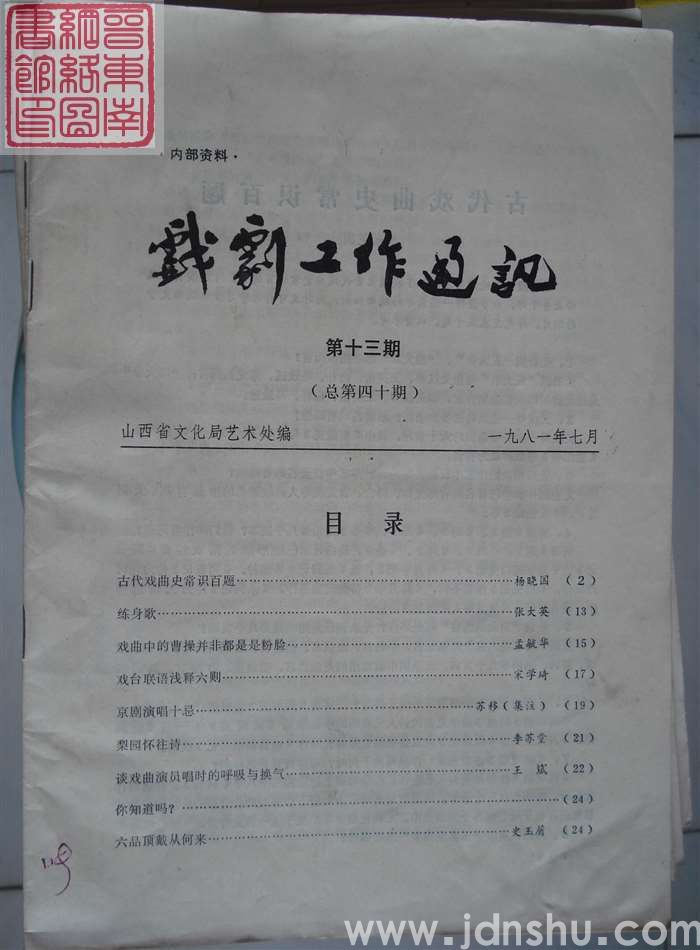 晋东南
网络图
书馆印
内部资料·
戏剧工作通讯
第十三期
(总第四十期)
山西省文化局艺术处编 一九八一年七月
目 录
古代戏曲史常识百题 杨晓国 (2)
练身歌 张大英 (13)
戏曲中的曹操并非都是是粉脸 孟毓华 (15)
戏台联语浅释六则 宋学琦 (17)
京剧演唱十忌 苏移(集注) (19)
梨园怀往诗 李苏堂 (21)
谈戏曲演员唱时的呼吸与换气 王 (22)
你知道吗? (24)
六品顶戴从何来 史玉 (24)
www.jdnshu.com